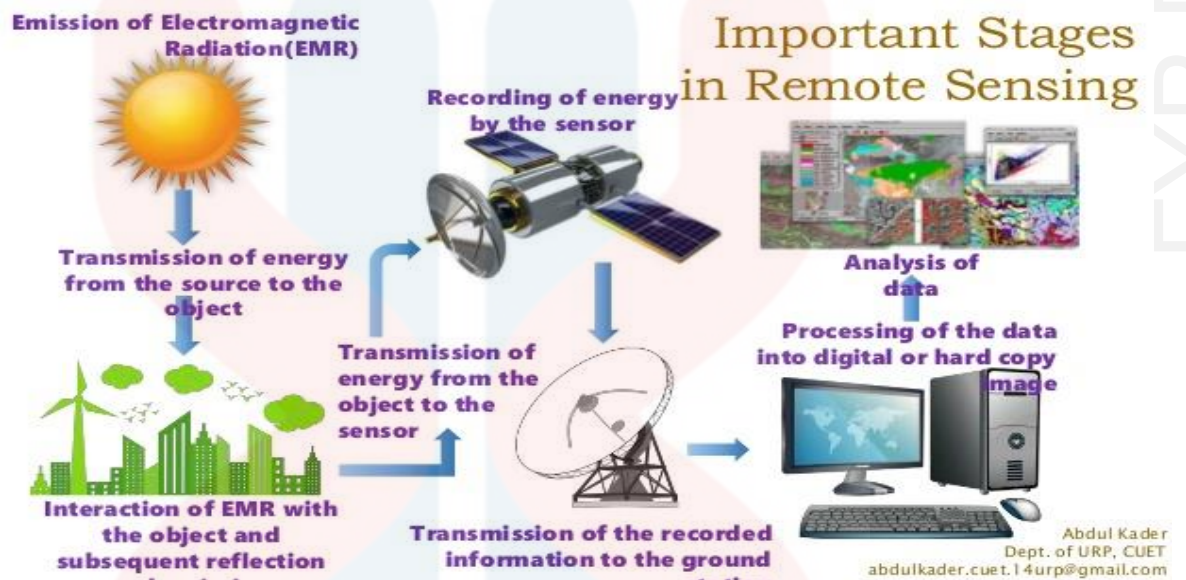 Emission of Electromagnetic
Radiation(EMR)
Important Stages
in Remote Sensing
Recording of energy
by the sensor
Transmission of energy
from the source to the
object
Analysis of
data
Processing of the data
into digital or hard copy
image
Transmission of
energy from the
object to the
sensor
Interaction of EMR with
the object and
subsequent reflection
Transmission of the recorded
information to the ground
Abdul Kader
Dept. of URP, CUET
abdulkader.cuet.14urp@gmail.com